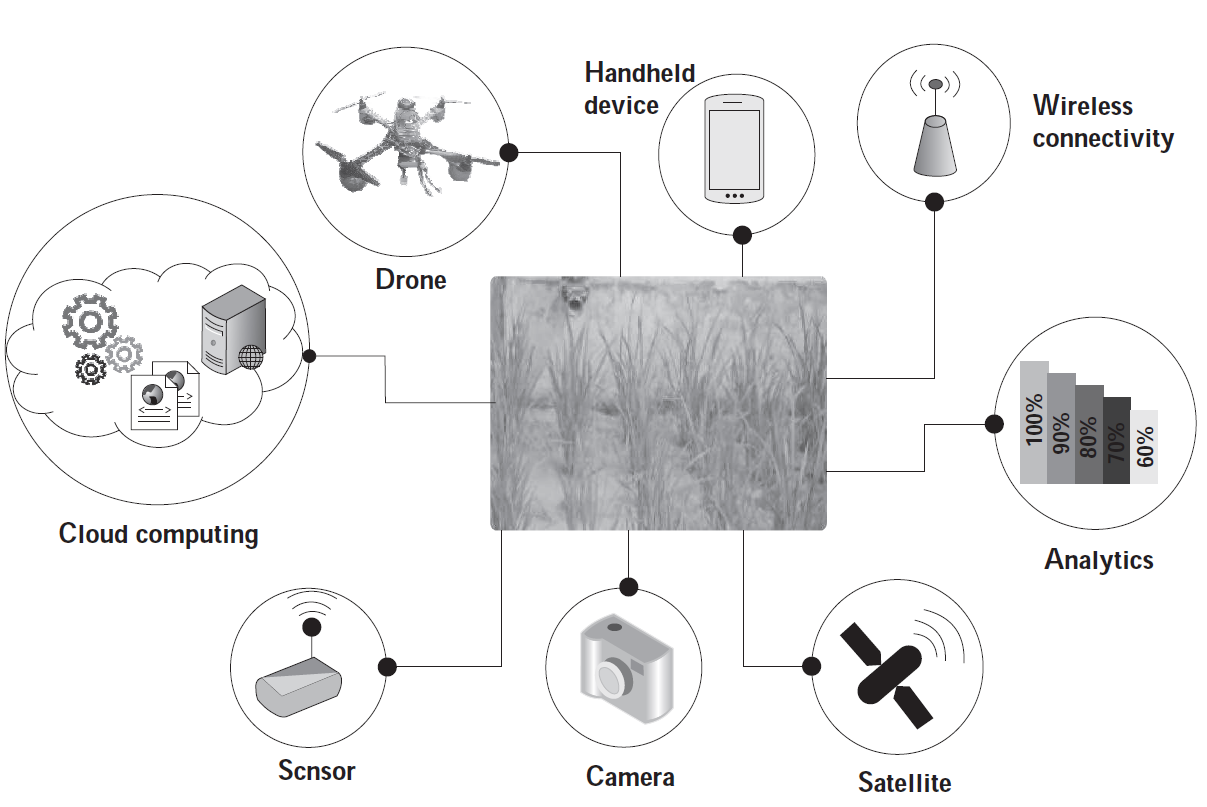 Handheld
device
Wireless
connectivity
Drone
100%
90%
80%
70%
60%
Cloud computing
Analytics
Scnsor
Camera
Satellite